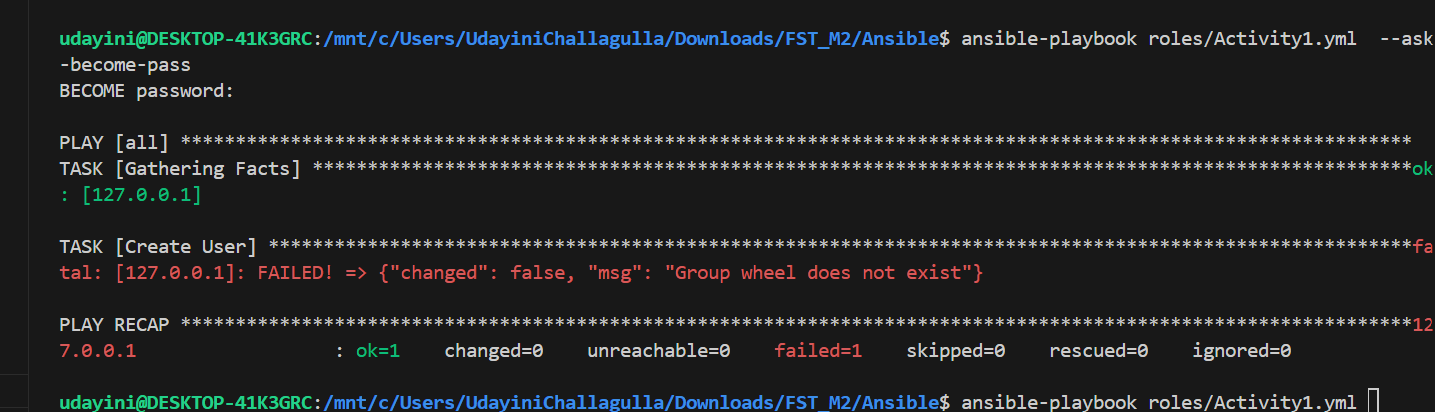 udayini@DESKTOP-41K3GRC:/mnt/c/Users/UdayiniChallagulla/Downloads/FST_M2/Ansible$ ansible-playbook roles/Activity1.yml  --ask
-become-pass
BECOME password:
PLAY [all] ****************************************************************************************************************
TASK [Gathering Facts] ****************************************************************************************************ok
: [127.0.0.1]
TASK [Create User] ********************************************************************************************************fa
tal: [127.0.0.1]: FAILED! => {"changed": false, "msg": "Group wheel does not exist"}
PLAY RECAP ****************************************************************************************************************12
7.0.0.1                  : ok=1    changed=0    unreachable=0    failed=1    skipped=0    rescued=0    ignored=0
udayini@DESKTOP-41K3GRC:/mnt/c/Users/UdayiniChallagulla/Downloads/FST_M2/Ansible$ ansible-playbook roles/Activity1.yml